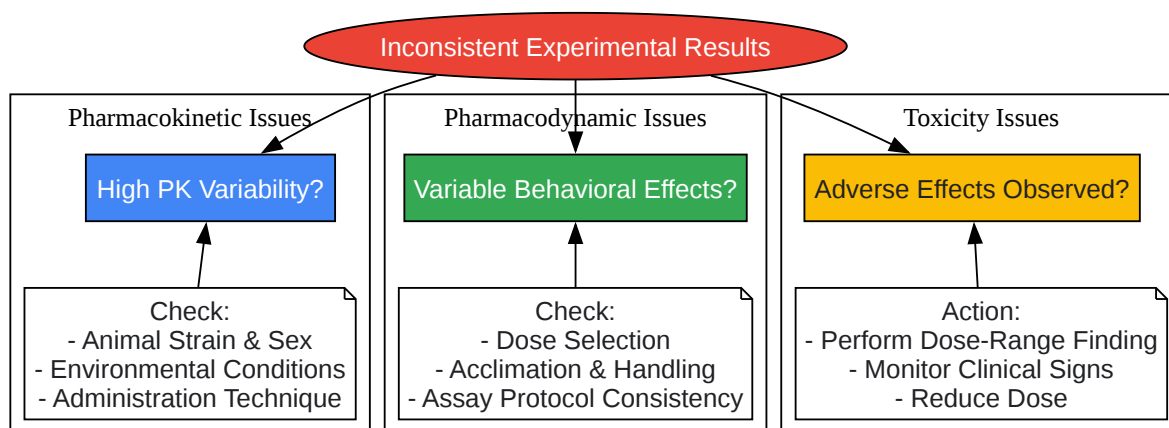 Inconsistent Experimental Results
Pharmacokinetic Issues
High PK Variability?
Check:
- Animal Strain & Sex
- Environmental Conditions
- Administration Technique
Pharmacodynamic Issues
Variable Behavioral Effects?
Check:
- Dose Selection
- Acclimation & Handling
- Assay Protocol Consistency
Toxicity Issues
Adverse Effects Observed?
Action:
- Perform Dose-Range Finding
- Monitor Clinical Signs
- Reduce Dose